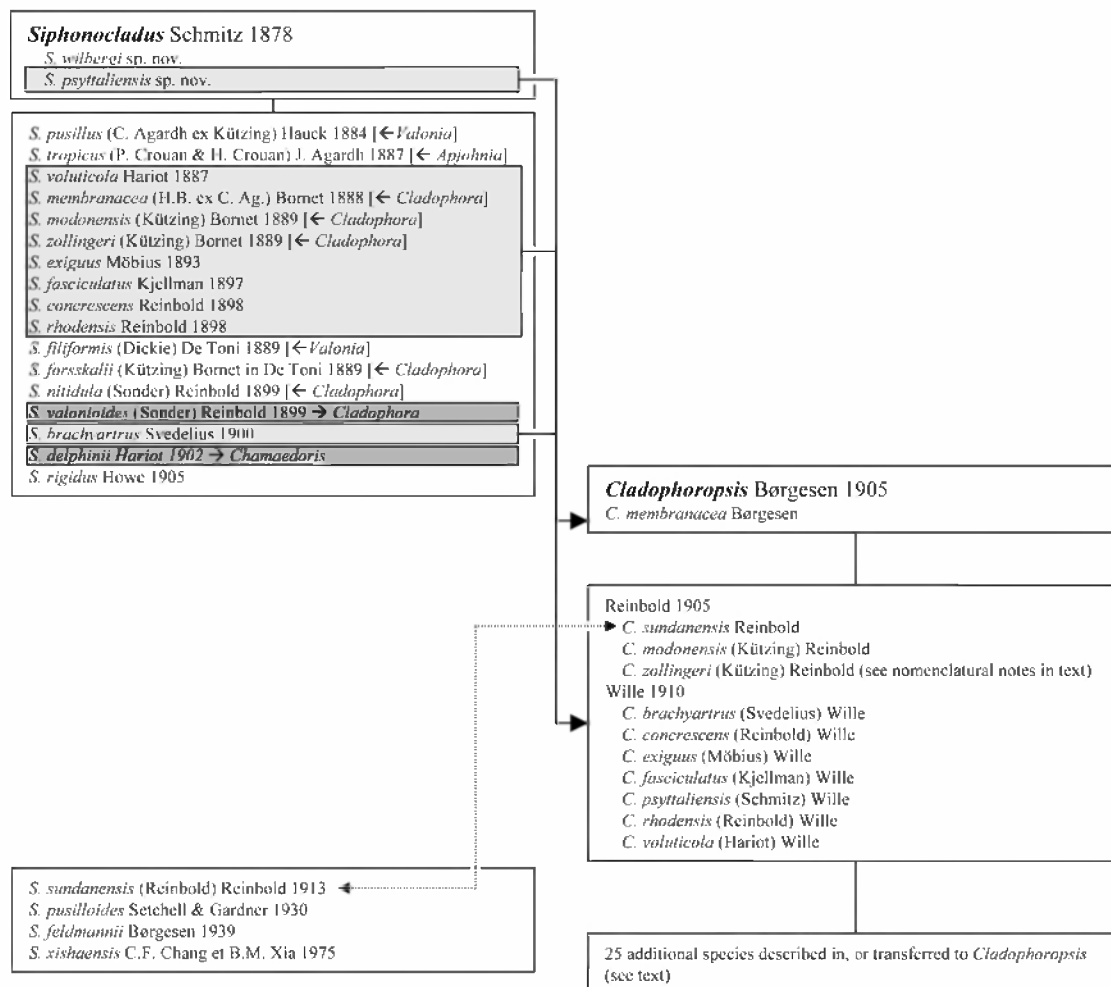 Siphonocladus Schmitz 1878
S. wilbergi sp. nov.
S. psyttaliensis sp. nov.
S. pusillus (C. Agardh ex Kützing) Hauck 1884 [← Valonia]
S. tropicus (P. Crouan & H. Crouan) J. Agardh 1887 [← Apjohnia]
S. voluticola Hariot 1887
S. membranacea (H.B. ex C. Ag.) Bornet 1888 [← Cladophora]
S. modonensis (Kützing) Bornet 1889 [← Cladophora]
S. zollingeri (Kützing) Bornet 1889 [← Cladophora]
S. exiguus Möbius 1893
S. fasciculatus Kjellman 1897
S. concrescens Reinbold 1898
S. rhodensis Reinbold 1898
S. filiformis (Dickie) De Toni 1889 [←Valonia]
S. forsskalii (Kützing) Bornet in De Toni 1889 [← Cladophora]
S. nitidula (Sonder) Reinbold 1899 [← Cladophora]
S. valonioides (Sonder) Reinbold 1899 → Cladophora
S. brachyartrus Svedelius 1900
S. delphinii Hariot 1902 → Chamaedoris
S. rigidus Howe 1905
Cladophoropsis Børgesen 1905
C. membranacea Børgesen
Reinbold 1905
C. sundanensis Reinbold
C. modonensis (Kützing) Reinbold
C. zollingeri (Kützing) Reinbold (see nomenclatural notes in text)
Wille 1910
C. brachyartrus (Svedelius) Wille
C. concrescens (Reinbold) Wille
C. exiguus (Möbius) Wille
C. fasciculatus (Kjellman) Wille
C. psyttaliensis (Schmitz) Wille
C. rhodensis (Reinbold) Wille
C. voluticola (Hariot) Wille
S. sundanensis (Reinbold) Reinbold 1913
S. pusilloides Setchell & Gardner 1930
S. feldmannii Børgesen 1939
S. xishaensis C.F. Chang et B.M. Xia 1975
25 additional species described in, or transferred to Cladophoropsis
(see text)